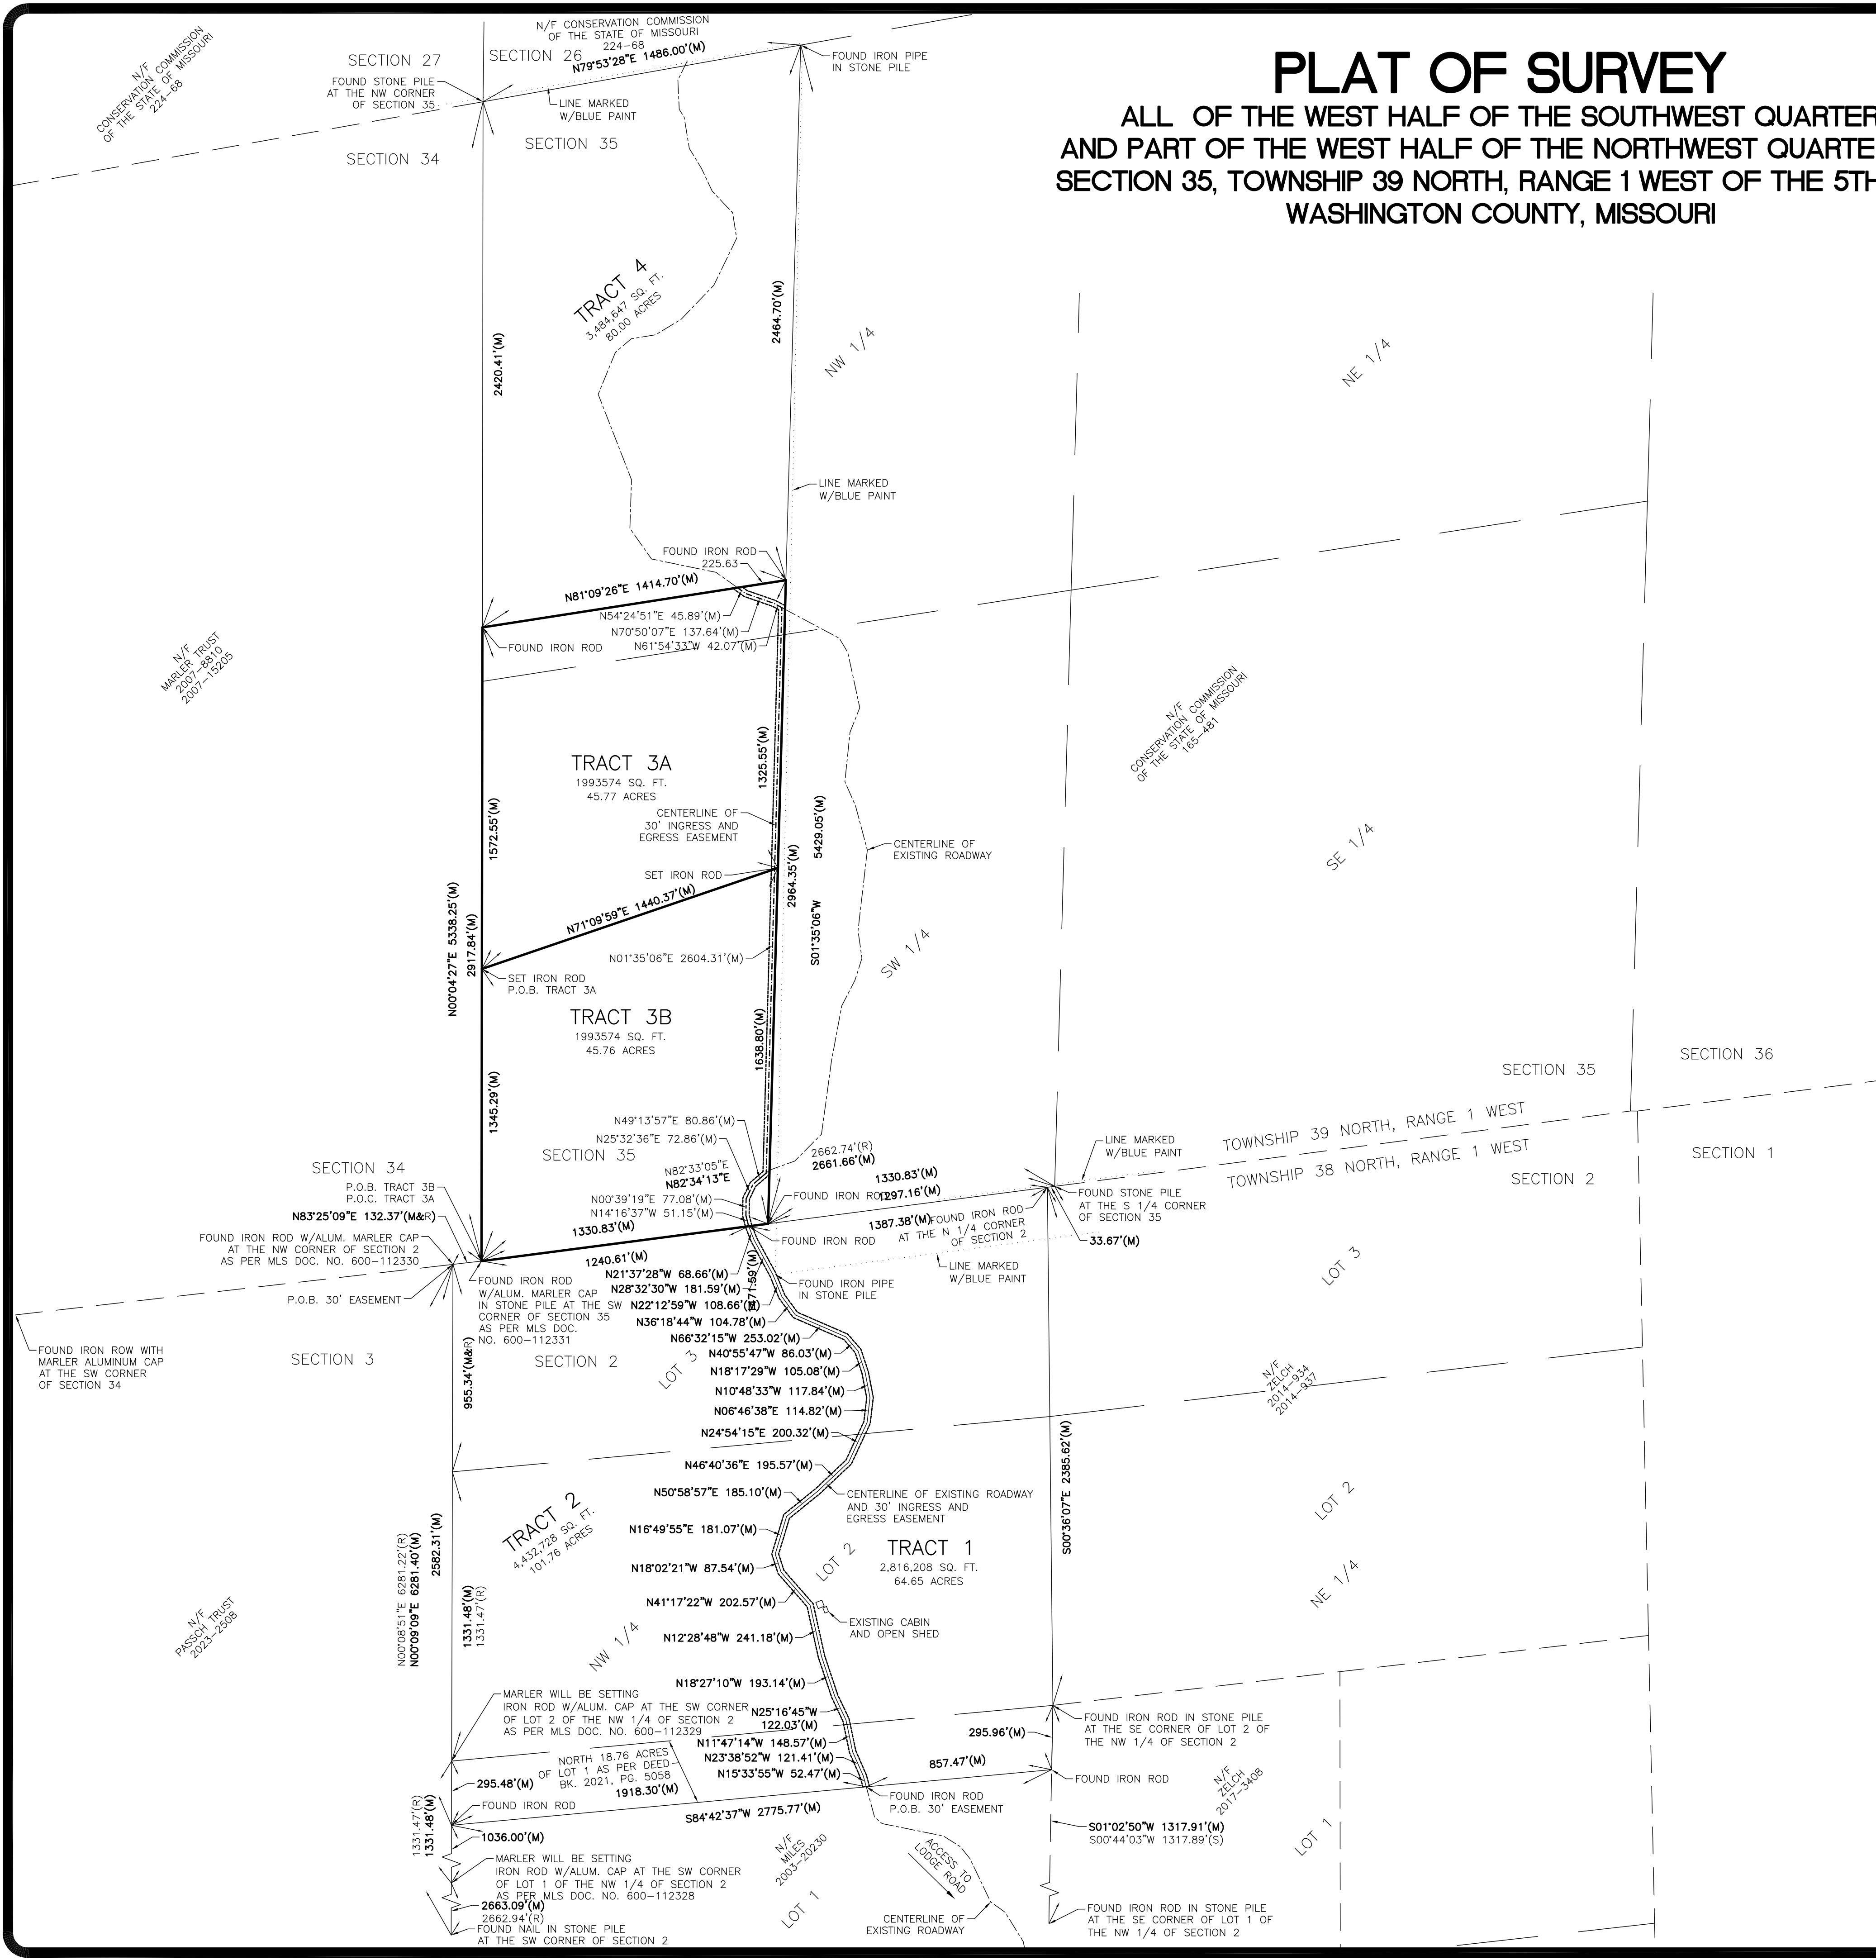 PLAT OF SURVEY
ALL OF THE WEST HALF OF THE SOUTHWEST QUARTER
AND PART OF THE WEST HALF OF THE NORTHWEST QUARTE
SECTION 35, TOWNSHIP 39 NORTH, RANGE 1 WEST OF THE 5TH
WASHINGTON COUNTY, MISSOURI
N/F
CONSERVATION COMMISSION
OF THE STATE OF MISSOURI
224-68
SECTION 27
FOUND STONE PILE
AT THE NW CORNER
OF SECTION 35
SECTION 34
N/F CONSERVATION COMMISSION
OF THE STATE OF MISSOURI
224-68
SECTION 26
N79°53'28"E 1486.00'(M)
LINE MARKED
W/BLUE PAINT
SECTION 35
FOUND IRON PIPE
IN STONE PILE
TRACT 4
3,484,647 SQ. FT.
80.00 ACRES
2420.41'(M)
2464.70'(M)
NW 1/4
NE 1/4
LINE MARKED
W/BLUE PAINT
FOUND IRON ROD
225.63
N81°09'26"E 1414.70'(M)
N54°24'51"E 45.89'(M)
N70°50'07"E 137.64'(M)
N61°54'33"W 42.07'(M)
FOUND IRON ROD
N/F
MARLER TRUST
2007-8810
2007-15205
N/F
CONSERVATION COMMISSION
OF THE STATE OF MISSOURI
165-481
TRACT 3A
1993574 SQ. FT.
45.77 ACRES
1572.55'(M)
1325.55'(M)
CENTERLINE OF
30' INGRESS AND
EGRESS EASEMENT
5429.05'(M)
S01°35'06"W
2964.35'(M)
CENTERLINE OF
EXISTING ROADWAY
SE 1/4
SET IRON ROD
N71°09'59"E 1440.37'(M)
N01°35'06"E 2604.31'(M)
SW 1/4
N00°04'27"E 5338.25'(M)
2917.84'(M)
SET IRON ROD
P.O.B. TRACT 3A
TRACT 3B
1993574 SQ. FT.
45.76 ACRES
1345.29'(M)
1638.80'(M)
SECTION 35
SECTION 36
TOWNSHIP 39 NORTH, RANGE 1 WEST
TOWNSHIP 38 NORTH, RANGE 1 WEST
SECTION 2
SECTION 1
N49°13'57"E 80.86'(M)
N25°32'36"E 72.86'(M)
SECTION 35
N82°33'05"E
N82°34'13"E
2662.74'(R)
2661.66'(M)
N00°39'19"E 77.08'(M)
N14°16'37"W 51.15'(M)
1330.83'(M)
1330.83'(M)
1297.16'(M)
FOUND IRON ROD
LINE MARKED
W/BLUE PAINT
FOUND STONE PILE
AT THE S 1/4 CORNER
OF SECTION 35
SECTION 34
P.O.B. TRACT 3B
P.O.C. TRACT 3A
N83°25'09"E 132.37'(M&R)
FOUND IRON ROD W/ALUM. MARLER CAP
AT THE NW CORNER OF SECTION 2
AS PER MLS DOC. NO. 600-112330
P.O.B. 30' EASEMENT
1387.38'(M)
FOUND IRON ROD
AT THE N 1/4 CORNER
OF SECTION 2
33.67'(M)
FOUND IRON ROD
1240.61'(M)
LINE MARKED
W/BLUE PAINT
FOUND IRON PIPE
IN STONE PILE
FOUND IRON ROD
W/ALUM. MARLER CAP
IN STONE PILE AT THE SW
CORNER OF SECTION 35
AS PER MLS DOC.
NO. 600-112331
N21°37'28"W 68.66'(M)
N28°32'30"W 181.59'(M)
N22°12'59"W 108.66'(M)
N36°18'44"W 104.78'(M)
N66°32'15"W 253.02'(M)
N40°55'47"W 86.03'(M)
N18°17'29"W 105.08'(M)
N10°48'33"W 117.84'(M)
N06°46'38"E 114.82'(M)
N24°54'15"E 200.32'(M)
N46°40'36"E 195.57'(M)
N50°58'57"E 185.10'(M)
N16°49'55"E 181.07'(M)
N18°02'21"W 87.54'(M)
N41°17'22"W 202.57'(M)
N12°28'48"W 241.18'(M)
N18°27'10"W 193.14'(M)
N25°16'45"W
122.03'(M)
N11°47'14"W 148.57'(M)
N23°38'52"W 121.41'(M)
N15°33'55"W 52.47'(M)
FOUND IRON ROW WITH
MARLER ALUMINUM CAP
AT THE SW CORNER
OF SECTION 34
SECTION 3
SECTION 2
955.34'(M&R)
LOT 3
LOT 3
N/F
ZELCH
2014-934
2014-937
S00°36'07"E 2385.62'(M)
CENTERLINE OF EXISTING ROADWAY
AND 30' INGRESS AND
EGRESS EASEMENT
TRACT 2
4,432,728 SQ. FT.
101.76 ACRES
TRACT 1
2,816,208 SQ. FT.
64.65 ACRES
LOT 2
LOT 2
NE 1/4
EXISTING CABIN
AND OPEN SHED
N00°08'51"E 6281.22'(R)
N00°09'09"E 6281.40'(M)
2582.31'(M)
1331.48'(M)
1331.47'(R)
N/F
PASSCH TRUST
2023-2508
NW 1/4
MARLER WILL BE SETTING
IRON ROD W/ALUM. CAP AT THE SW CORNER
OF LOT 2 OF THE NW 1/4 OF SECTION 2
AS PER MLS DOC. NO. 600-112329
NORTH 18.76 ACRES
OF LOT 1 AS PER DEED
BK. 2021, PG. 5058
295.48'(M)
1918.30'(M)
FOUND IRON ROD
S84°42'37"W 2775.77'(M)
857.47'(M)
295.96'(M)
FOUND IRON ROD IN STONE PILE
AT THE SE CORNER OF LOT 2 OF
THE NW 1/4 OF SECTION 2
FOUND IRON ROD
FOUND IRON ROD
P.O.B. 30' EASEMENT
N/F
ZELCH
2017-3408
1331.47'(R)
1331.48'(M)
1036.00'(M)
MARLER WILL BE SETTING
IRON ROD W/ALUM. CAP AT THE SW CORNER
OF LOT 1 OF THE NW 1/4 OF SECTION 2
AS PER MLS DOC. NO. 600-112328
2663.09'(M)
2662.94'(R)
FOUND NAIL IN STONE PILE
AT THE SW CORNER OF SECTION 2
N/F
MILES
2003-20230
LOT 1
ACCESS TO
LODGE ROAD
CENTERLINE OF
EXISTING ROADWAY
S01°02'50"W 1317.91'(M)
S00°44'03"W 1317.89'(S)
LOT 1
FOUND IRON ROD IN STONE PILE
AT THE SE CORNER OF LOT 1 OF
THE NW 1/4 OF SECTION 2